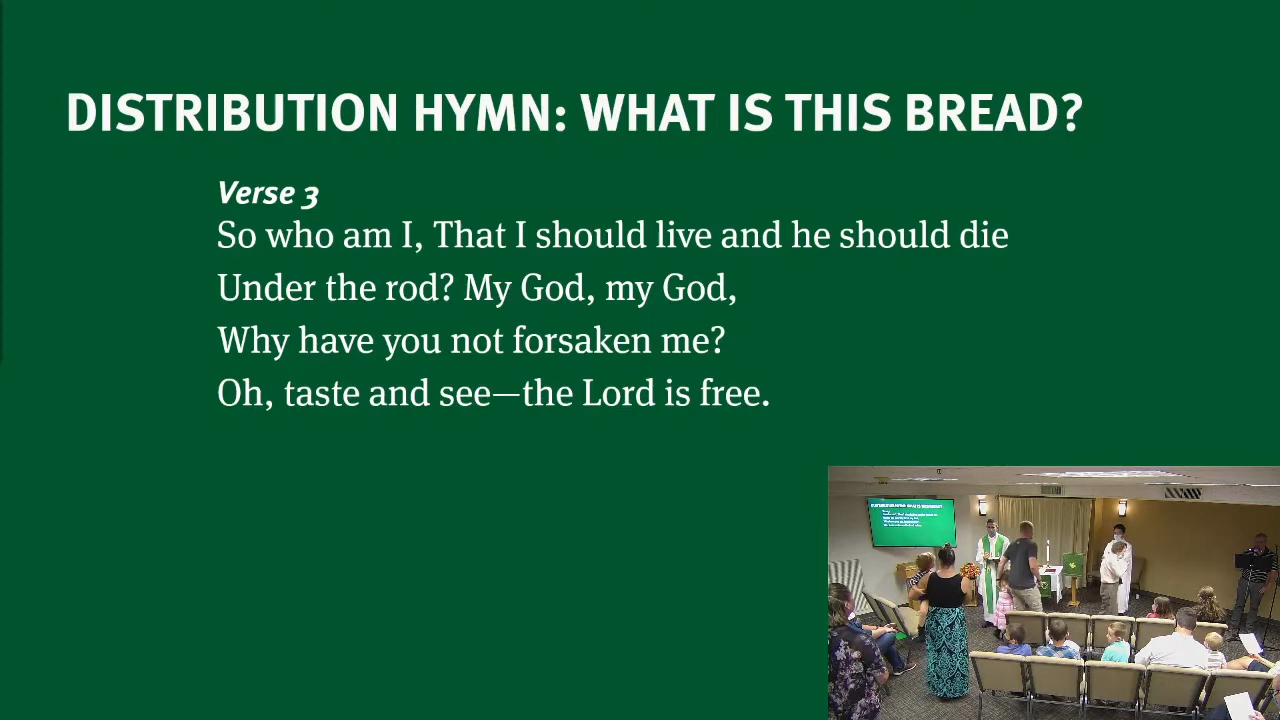 DISTRIBUTION HYMN: WHAT IS THIS BREAD?
Verse 3
So who am I, That I should live and he should die
Under the rod? My God, my God,
Why have you not forsaken me?
Oh, taste and see—the Lord is free.